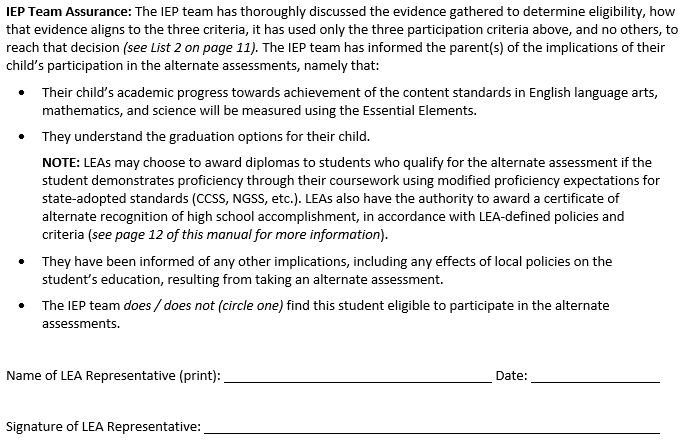 IEP Team Assurance: The IEP team has thoroughly discussed the evidence gathered to determine eligibility, how
that evidence aligns to the three criteria, it has used only the three participation criteria above, and no others, to
reach that decision (see List 2 on page 11). The IEP team has informed the parent(s) of the implications of their
child's participation in the alternate assessments, namely that:
• Their child's academic progress towards achievement of the content standards in English language arts,
mathematics, and science will be measured using the Essential Elements.
• They understand the graduation options for their child.
NOTE: LEAs may choose to award diplomas to students who qualify for the alternate assessment if the
student demonstrates proficiency through their coursework using modified proficiency expectations for
state-adopted standards (CCSS, NGSS, etc.). LEAs also have the authority to award a certificate of
alternate recognition of high school accomplishment, in accordance with LEA-defined policies and
criteria (see page 12 of this manual for more information).
• They have been informed of any other implications, including any effects of local policies on the
student's education, resulting from taking an alternate assessment.
• The IEP team does / does not (circle one) find this student eligible to participate in the alternate
assessments.
Name of LEA Representative (print): ______ Date: ______
Signature of LEA Representative: ______